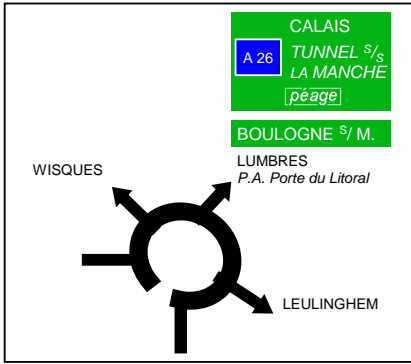 CALAIS
A 26
TUNNEL S/S
LA MANCHE
péage
BOULOGNE S/ M.
LUMBRES
P.A. Porte du Litoral
WISQUES
LEULINGHEM